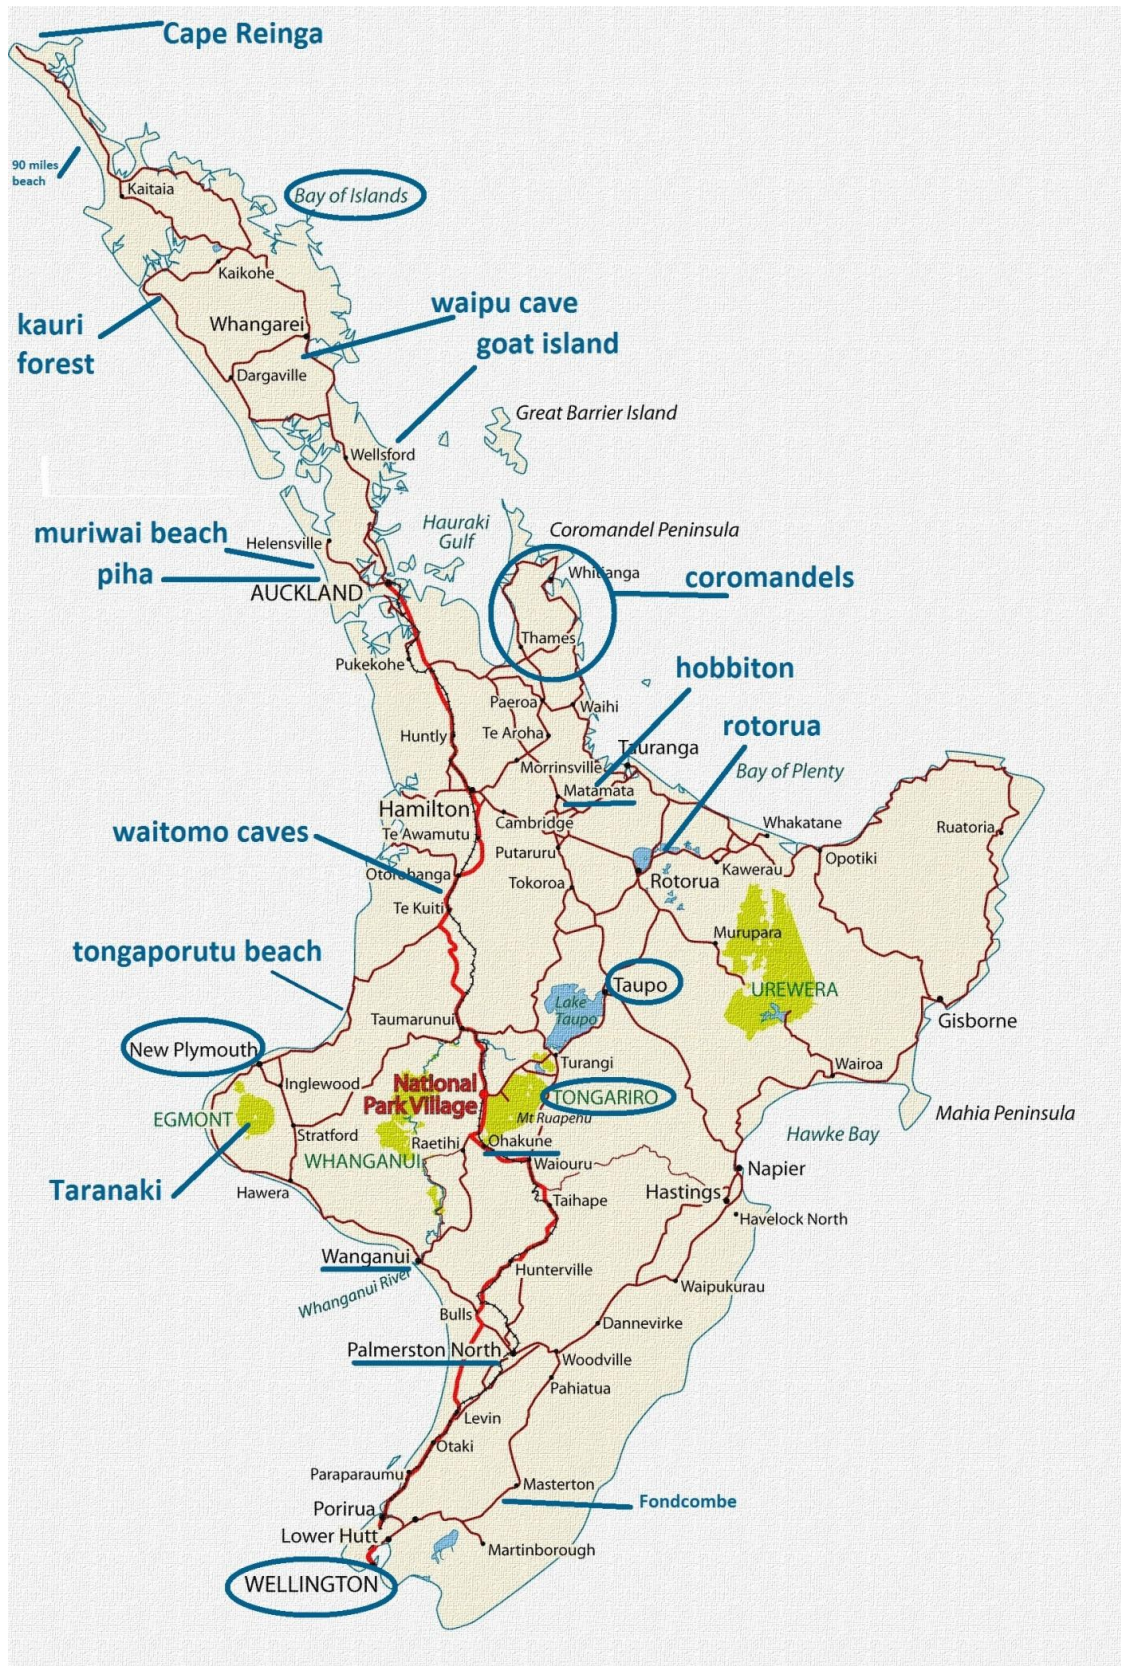 Cape Reinga
90 miles
beach
Kaitaia
Bay of Islands
Kaikohe
waipu cave
kauri
forest
Whangarei
goat island
Dargaville
Great Barrier Island
Wellsford
muriwai beach
Helensville
Hauraki
Gulf
Coromandel Peninsula
piha
AUCKLAND
Whitianga
coromandels
Thames
Pukekohe
hobbiton
Paeroa
Waihi
rotorua
Huntly
Te Aroha
Tauranga
Morrinsville
Bay of Plenty
Matamata
Hamilton
Cambridge
waitomo caves
Te Awamutu
Whakatane
Ruatoria
Putaruru
Opotiki
Otorohanga
Kawerau
Tokoroa
Rotorua
Te Kuiti
Murupara
tongaporutu beach
Taupo
UREWERA
Lake
Taupo
Taumarunui
Gisborne
New Plymouth
Turangi
Wairoa
Inglewood
National
Park Village
TONGARIRO
EGMONT
Mt Ruapehu
Mahia Peninsula
Stratford
Raetihi
Ohakune
Hawke Bay
WHANGANUI
Waiouru
Napier
Taranaki
Hawera
Taihape
Hastings
Havelock North
Wanganui
Hunterville
Whanganui River
Waipukurau
Bulls
Dannevirke
Palmerston North
Woodville
Pahiatua
Levin
Otaki
Paraparaumu
Masterton
Fondcombe
Porirua
Lower Hutt
Martinborough
WELLINGTON